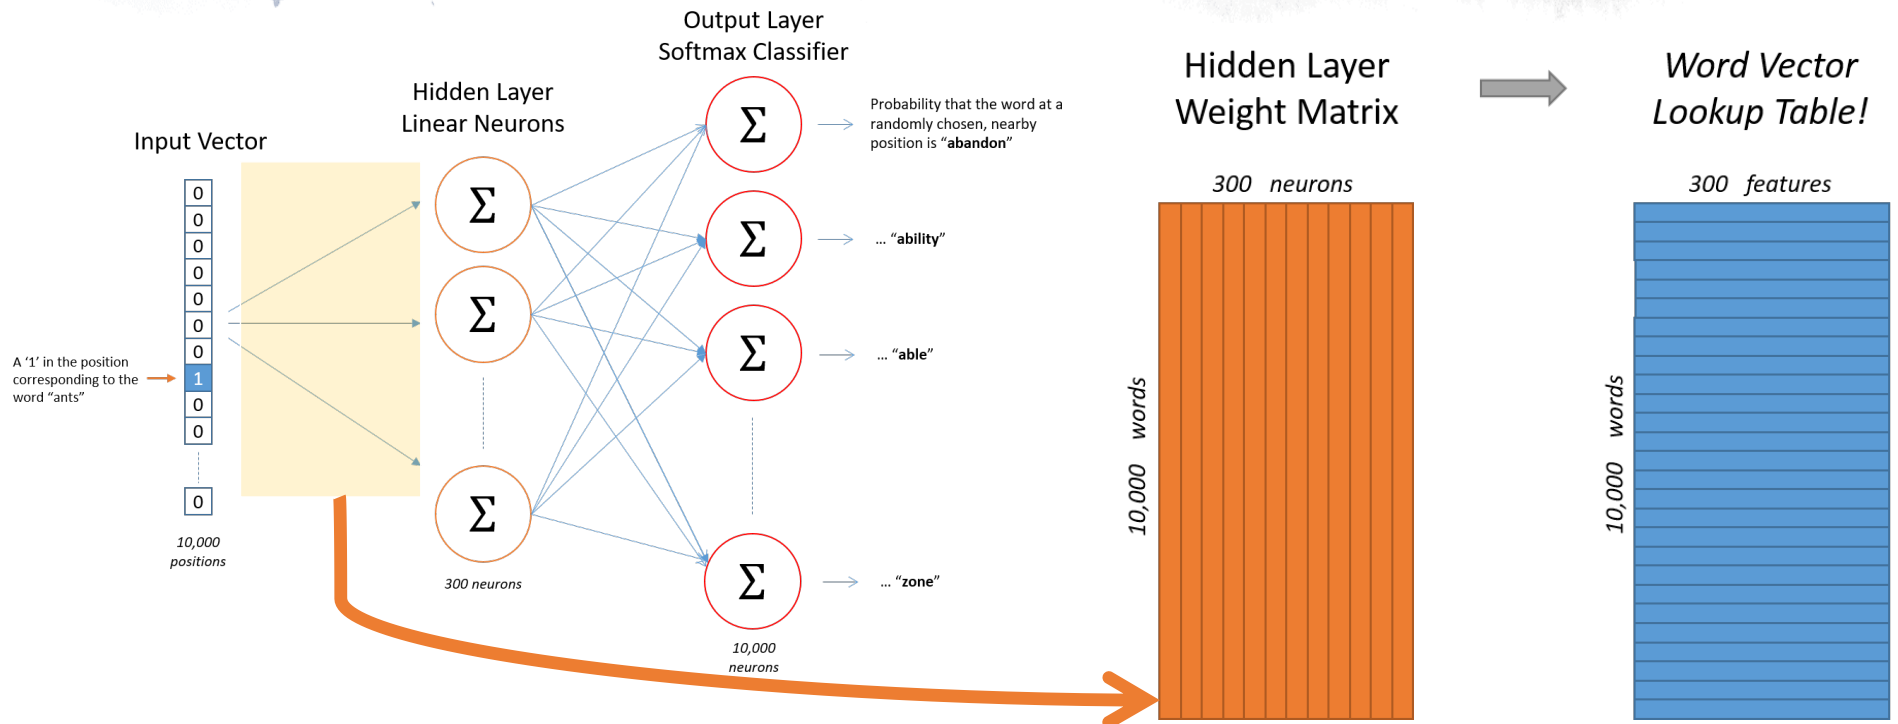 Input Vector
0
0
0
0
0
0
0
1
0
0
0
10,000
positions
A ‘1’ in the position
corresponding to the
word “ants”
Hidden Layer
Linear Neurons
Σ
Σ
Σ
300 neurons
Output Layer
Softmax Classifier
Σ
Σ
Σ
Σ
10,000
neurons
Probability that the word at a
randomly chosen, nearby
position is “abandon”
… “ability”
… “able”
… “zone”
Hidden Layer
Weight Matrix
300 neurons
10,000 words
Word Vector
Lookup Table!
300 features
10,000 words